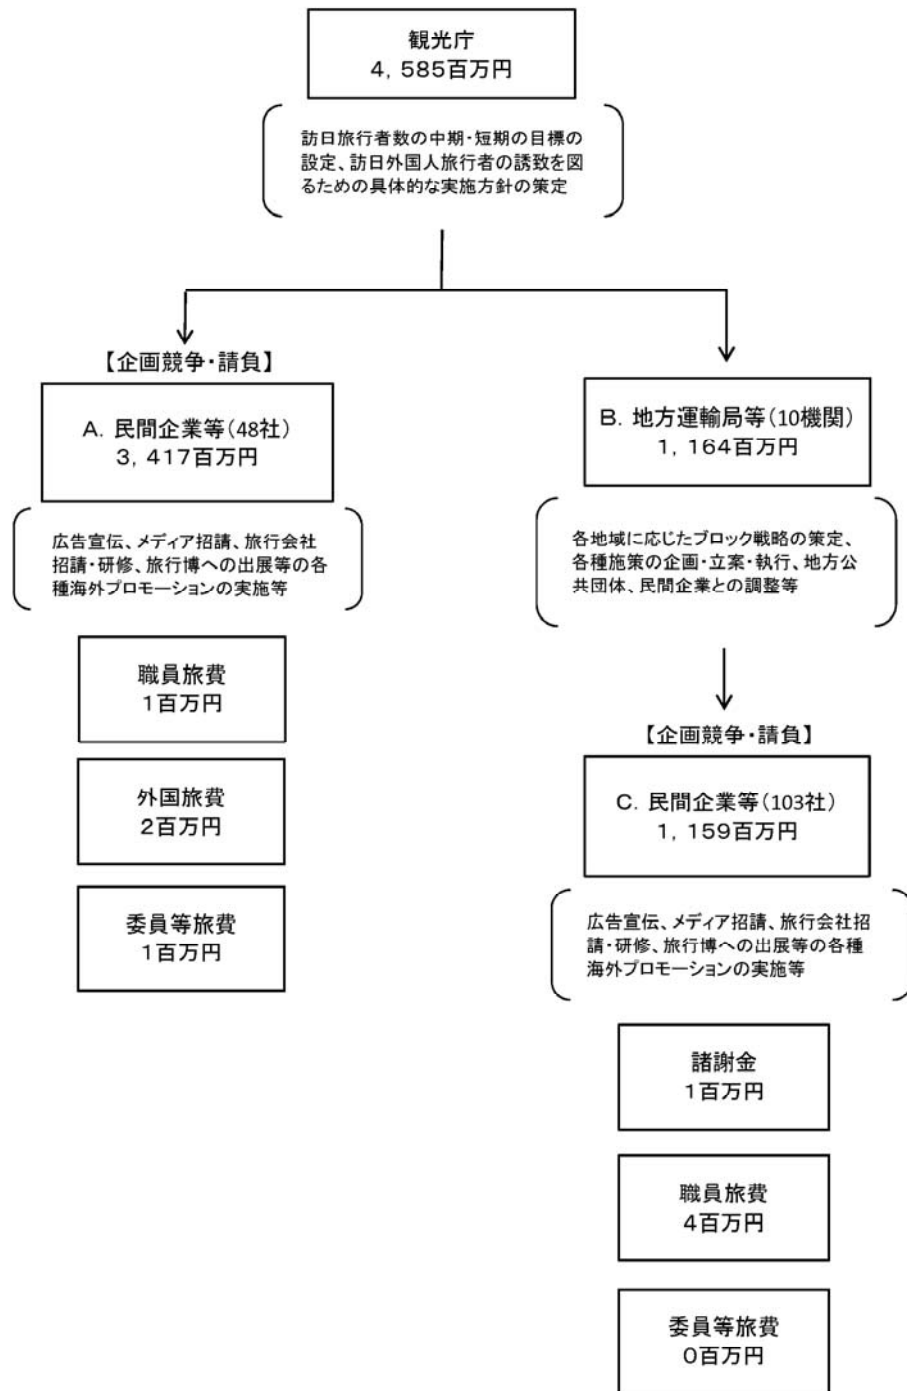 観光庁
4，585百万円
訪日旅行者数の中期・短期の目標の
設定、訪日外国人旅行者の誘致を図
るための具体的な実施方針の策定
【企画競争・請負】
A．民間企業等（48社）
3，417百万円
広告宣伝、メディア招請、旅行会社
招請・研修、旅行博への出展等の各
種海外プロモーションの実施等
職員旅費
1百万円
外国旅費
2百万円
委員等旅費
1百万円
B．地方運輸局等（10機関）
1，164百万円
各地域に応じたブロック戦略の策定、
各種施策の企画・立案・執行、地方公
共団体、民間企業との調整等
【企画競争・請負】
C．民間企業等（103社）
1，159百万円
広告宣伝、メディア招請、旅行会社招
請・研修、旅行博への出展等の各種
海外プロモーションの実施等
諸謝金
1百万円
職員旅費
4百万円
委員等旅費
0百万円